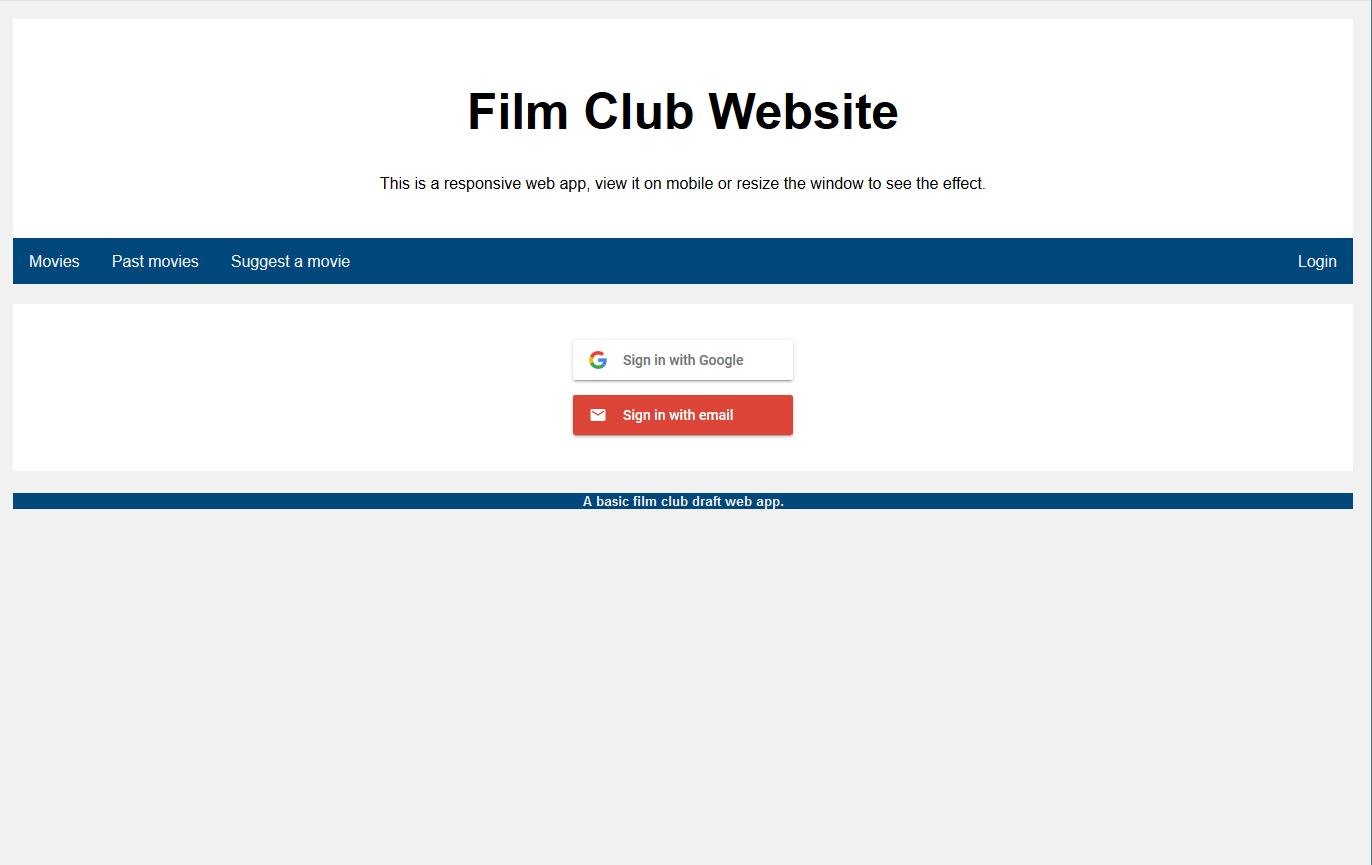 Film Club Website
This is a responsive web app, view it on mobile or resize the window to see the effect.
Movies Past movies Suggest a movie Login
Sign in with Google
Sign in with email
A basic film club draft web app.